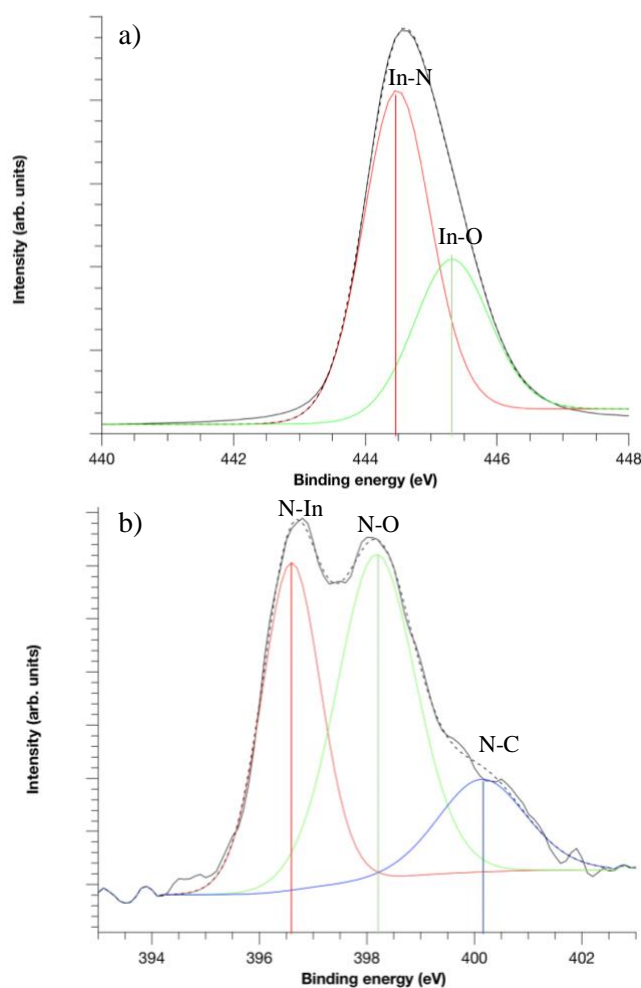 a)
In-N
In-O
Intensity (arb. units)
440 442 444 446 448
Binding energy (eV)
b)
N-In
N-O
N-C
Intensity (arb. units)
394 396 398 400 402
Binding energy (eV)